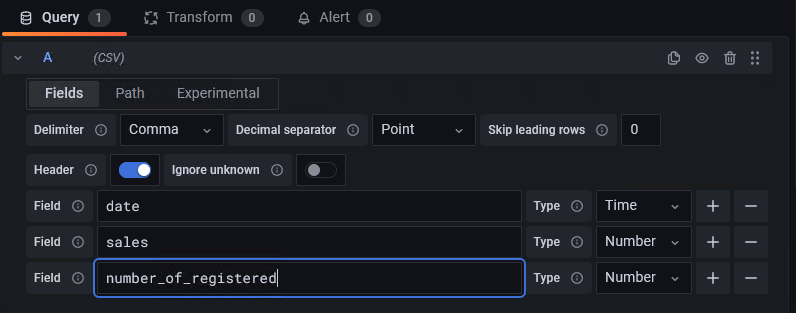 Query 1 Transform 0 Alert 0
A (CSV)
Fields Path Experimental
Delimiter Comma Decimal separator Point Skip leading rows 0
Header Ignore unknown
Field date Type Time
Field sales Type Number
Field number_of_registered Type Number